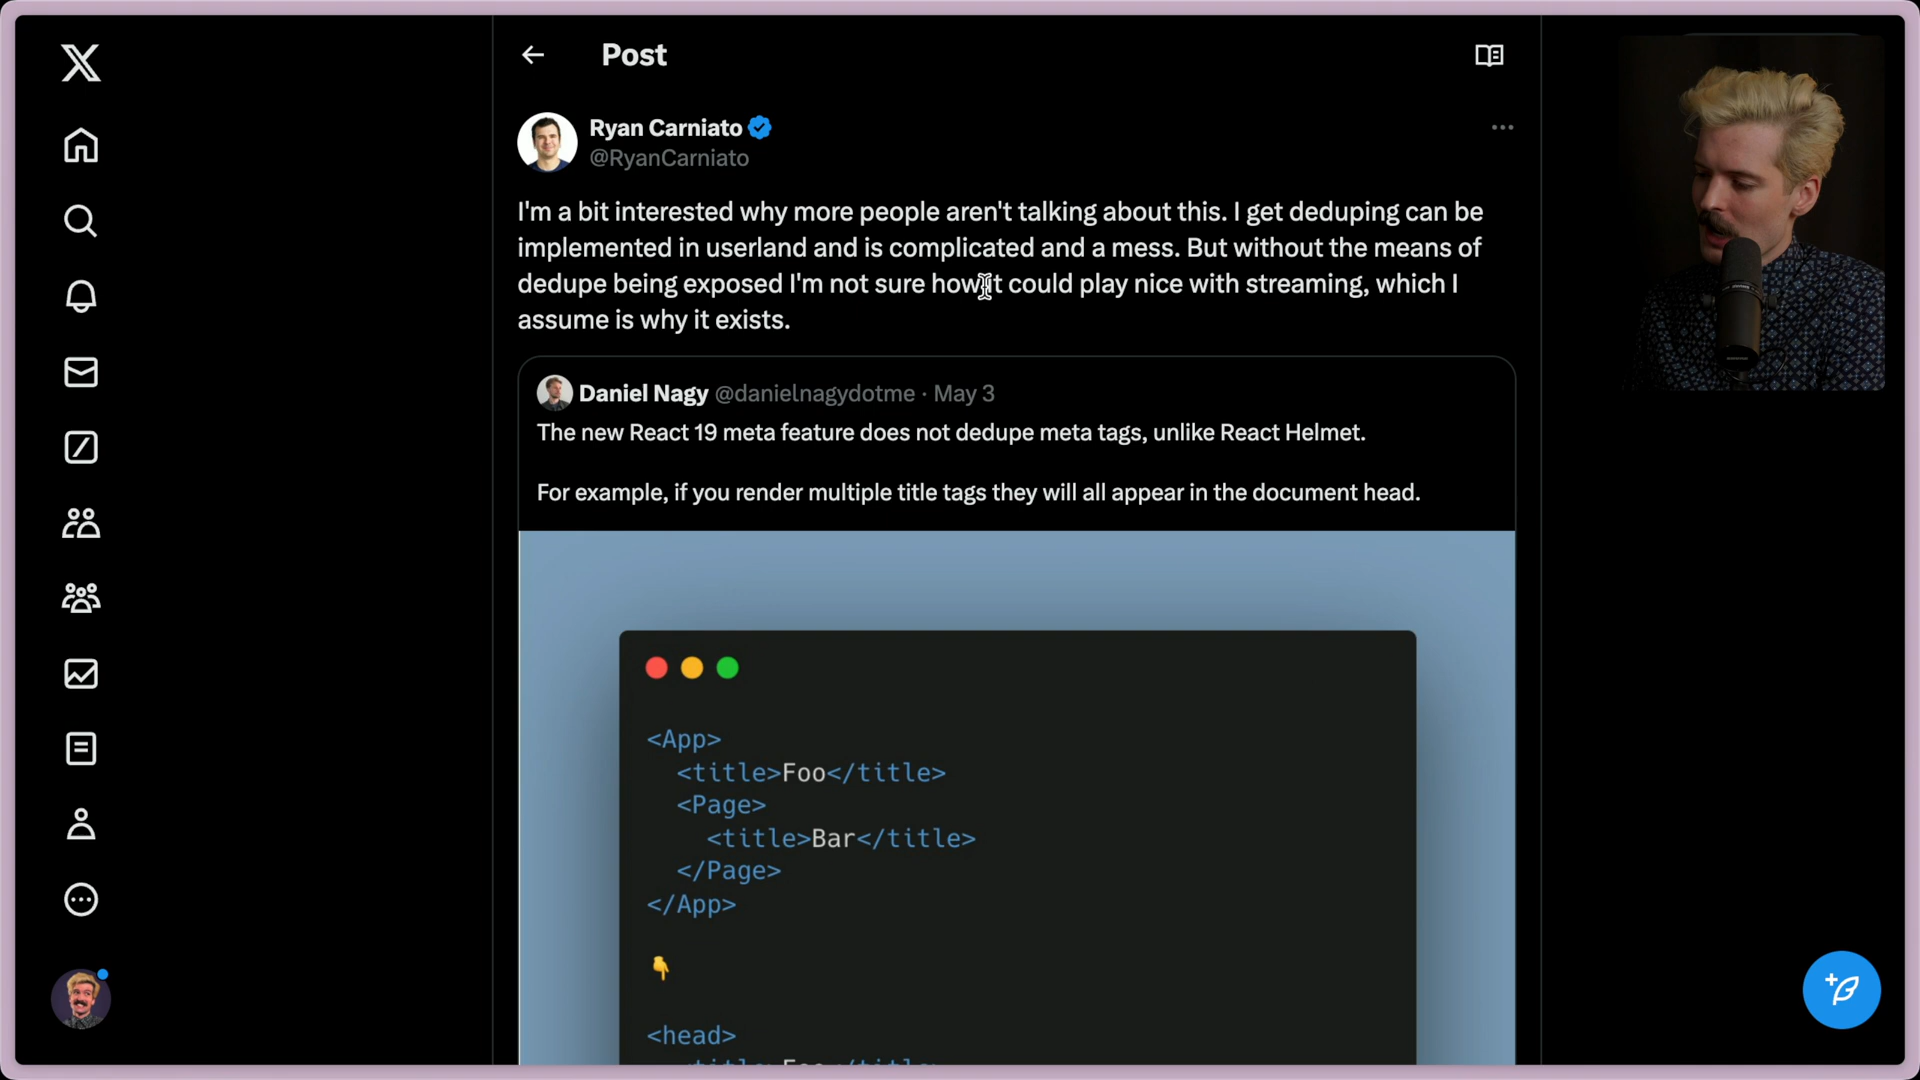 Post
Ryan Carniato
@RyanCarniato
I'm a bit interested why more people aren't talking about this. I get deduping can be
implemented in userland and is complicated and a mess. But without the means of
dedupe being exposed I'm not sure how it could play nice with streaming, which I
assume is why it exists.
Daniel Nagy @danielnagydotme · May 3
The new React 19 meta feature does not dedupe meta tags, unlike React Helmet.
For example, if you render multiple title tags they will all appear in the document head.
<App>
<title>Foo</title>
<Page>
<title>Bar</title>
</Page>
</App>
👇
<head>
<title>Foo</title>